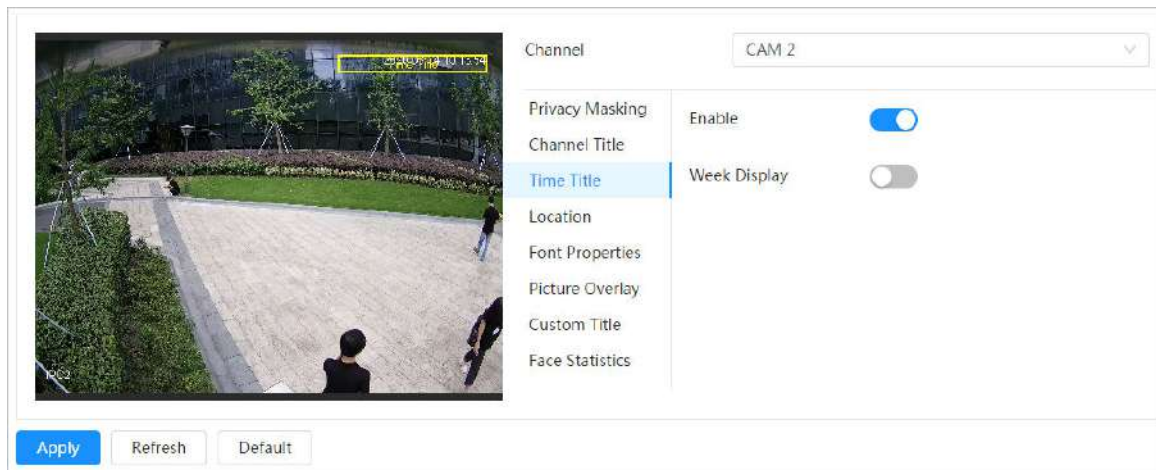 Channel
CAM 2
Privacy Masking
Enable
Channel Title
Time Title
Week Display
Location
Font Properties
Picture Overlay
Custom Title
Face Statistics
IPC2
Apply
Refresh
Default